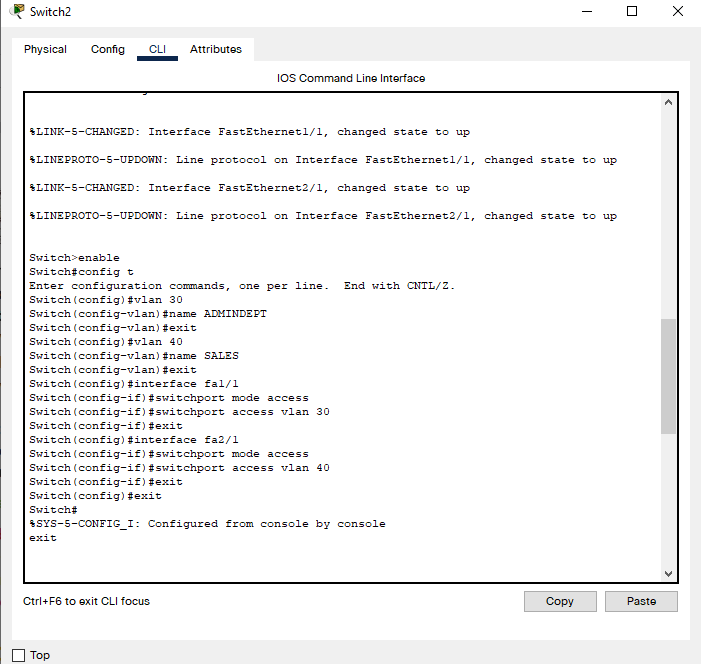 Switch2
Physical Config CLI Attributes
IOS Command Line Interface
%LINK-5-CHANGED: Interface FastEthernet1/1, changed state to up
%LINEPROTO-5-UPDOWN: Line protocol on Interface FastEthernet1/1, changed state to up
%LINK-5-CHANGED: Interface FastEthernet2/1, changed state to up
%LINEPROTO-5-UPDOWN: Line protocol on Interface FastEthernet2/1, changed state to up
Switch>enable
Switch#config t
Enter configuration commands, one per line.  End with CNTL/Z.
Switch(config)#vlan 30
Switch(config-vlan)#name ADMINDEPT
Switch(config-vlan)#exit
Switch(config)#vlan 40
Switch(config-vlan)#name SALES
Switch(config-vlan)#exit
Switch(config)#interface fa1/1
Switch(config-if)#switchport mode access
Switch(config-if)#switchport access vlan 30
Switch(config-if)#exit
Switch(config)#interface fa2/1
Switch(config-if)#switchport mode access
Switch(config-if)#switchport access vlan 40
Switch(config-if)#exit
Switch(config)#exit
Switch#
%SYS-5-CONFIG_I: Configured from console by console
exit
Ctrl+F6 to exit CLI focus
Copy Paste
Top